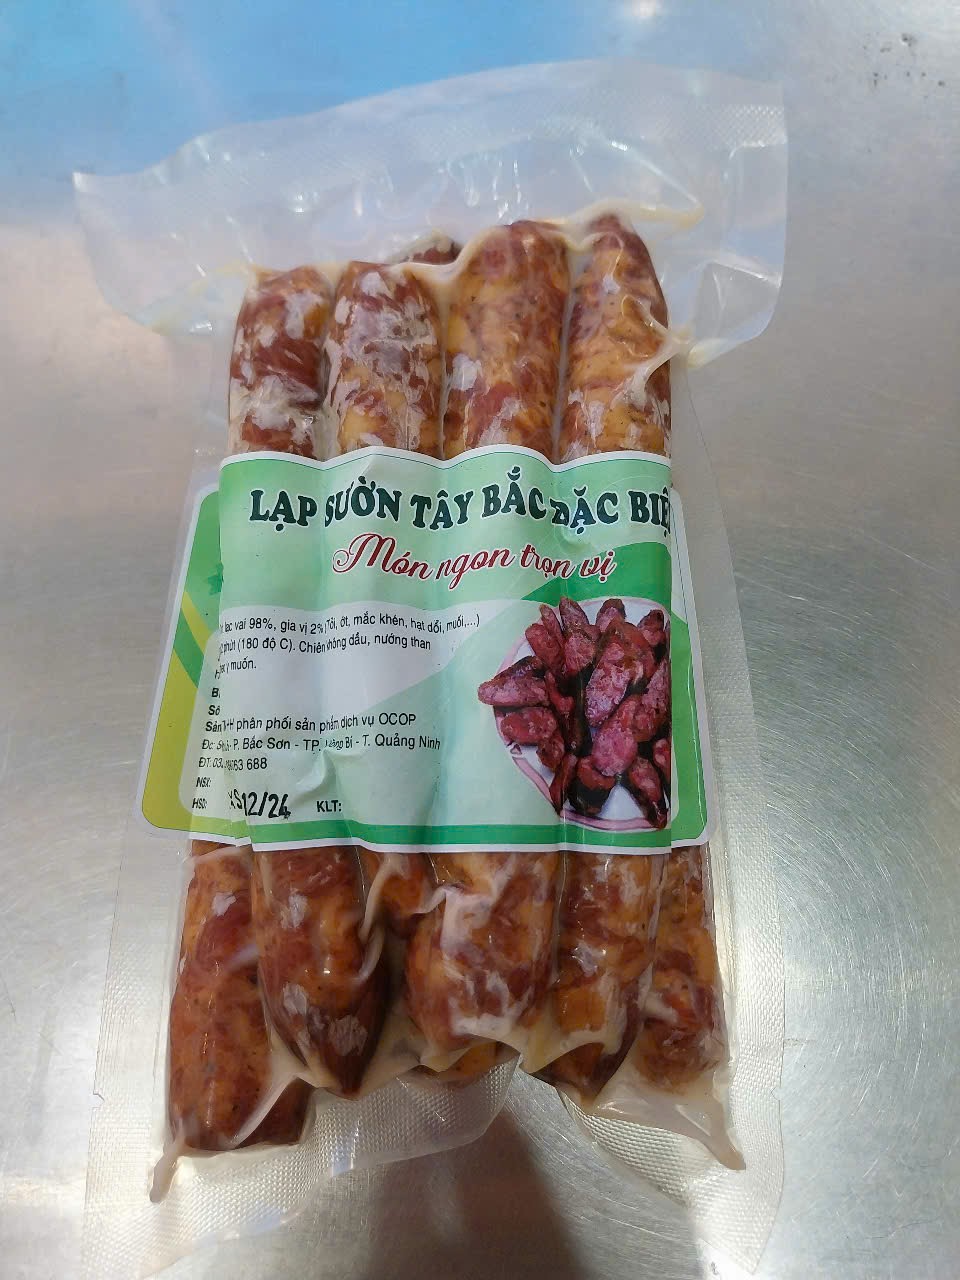 LẠP SƯỜN TÂY BẮC ĐẶC BIỆ
Món ngon trọn vị
lạc vai 98%, gia vị 2% (Tỏi, ớt, mắc khén, hạt dổi, muối,...)
phút (180 độ C). Chiên không dầu, nướng than
ý muốn.
phân phối sản phẩm dịch vụ OCOP
P. Bắc Sơn - TP. Bí - T. Quảng Ninh
688
NSX:
HSD: 12/24 KLT: